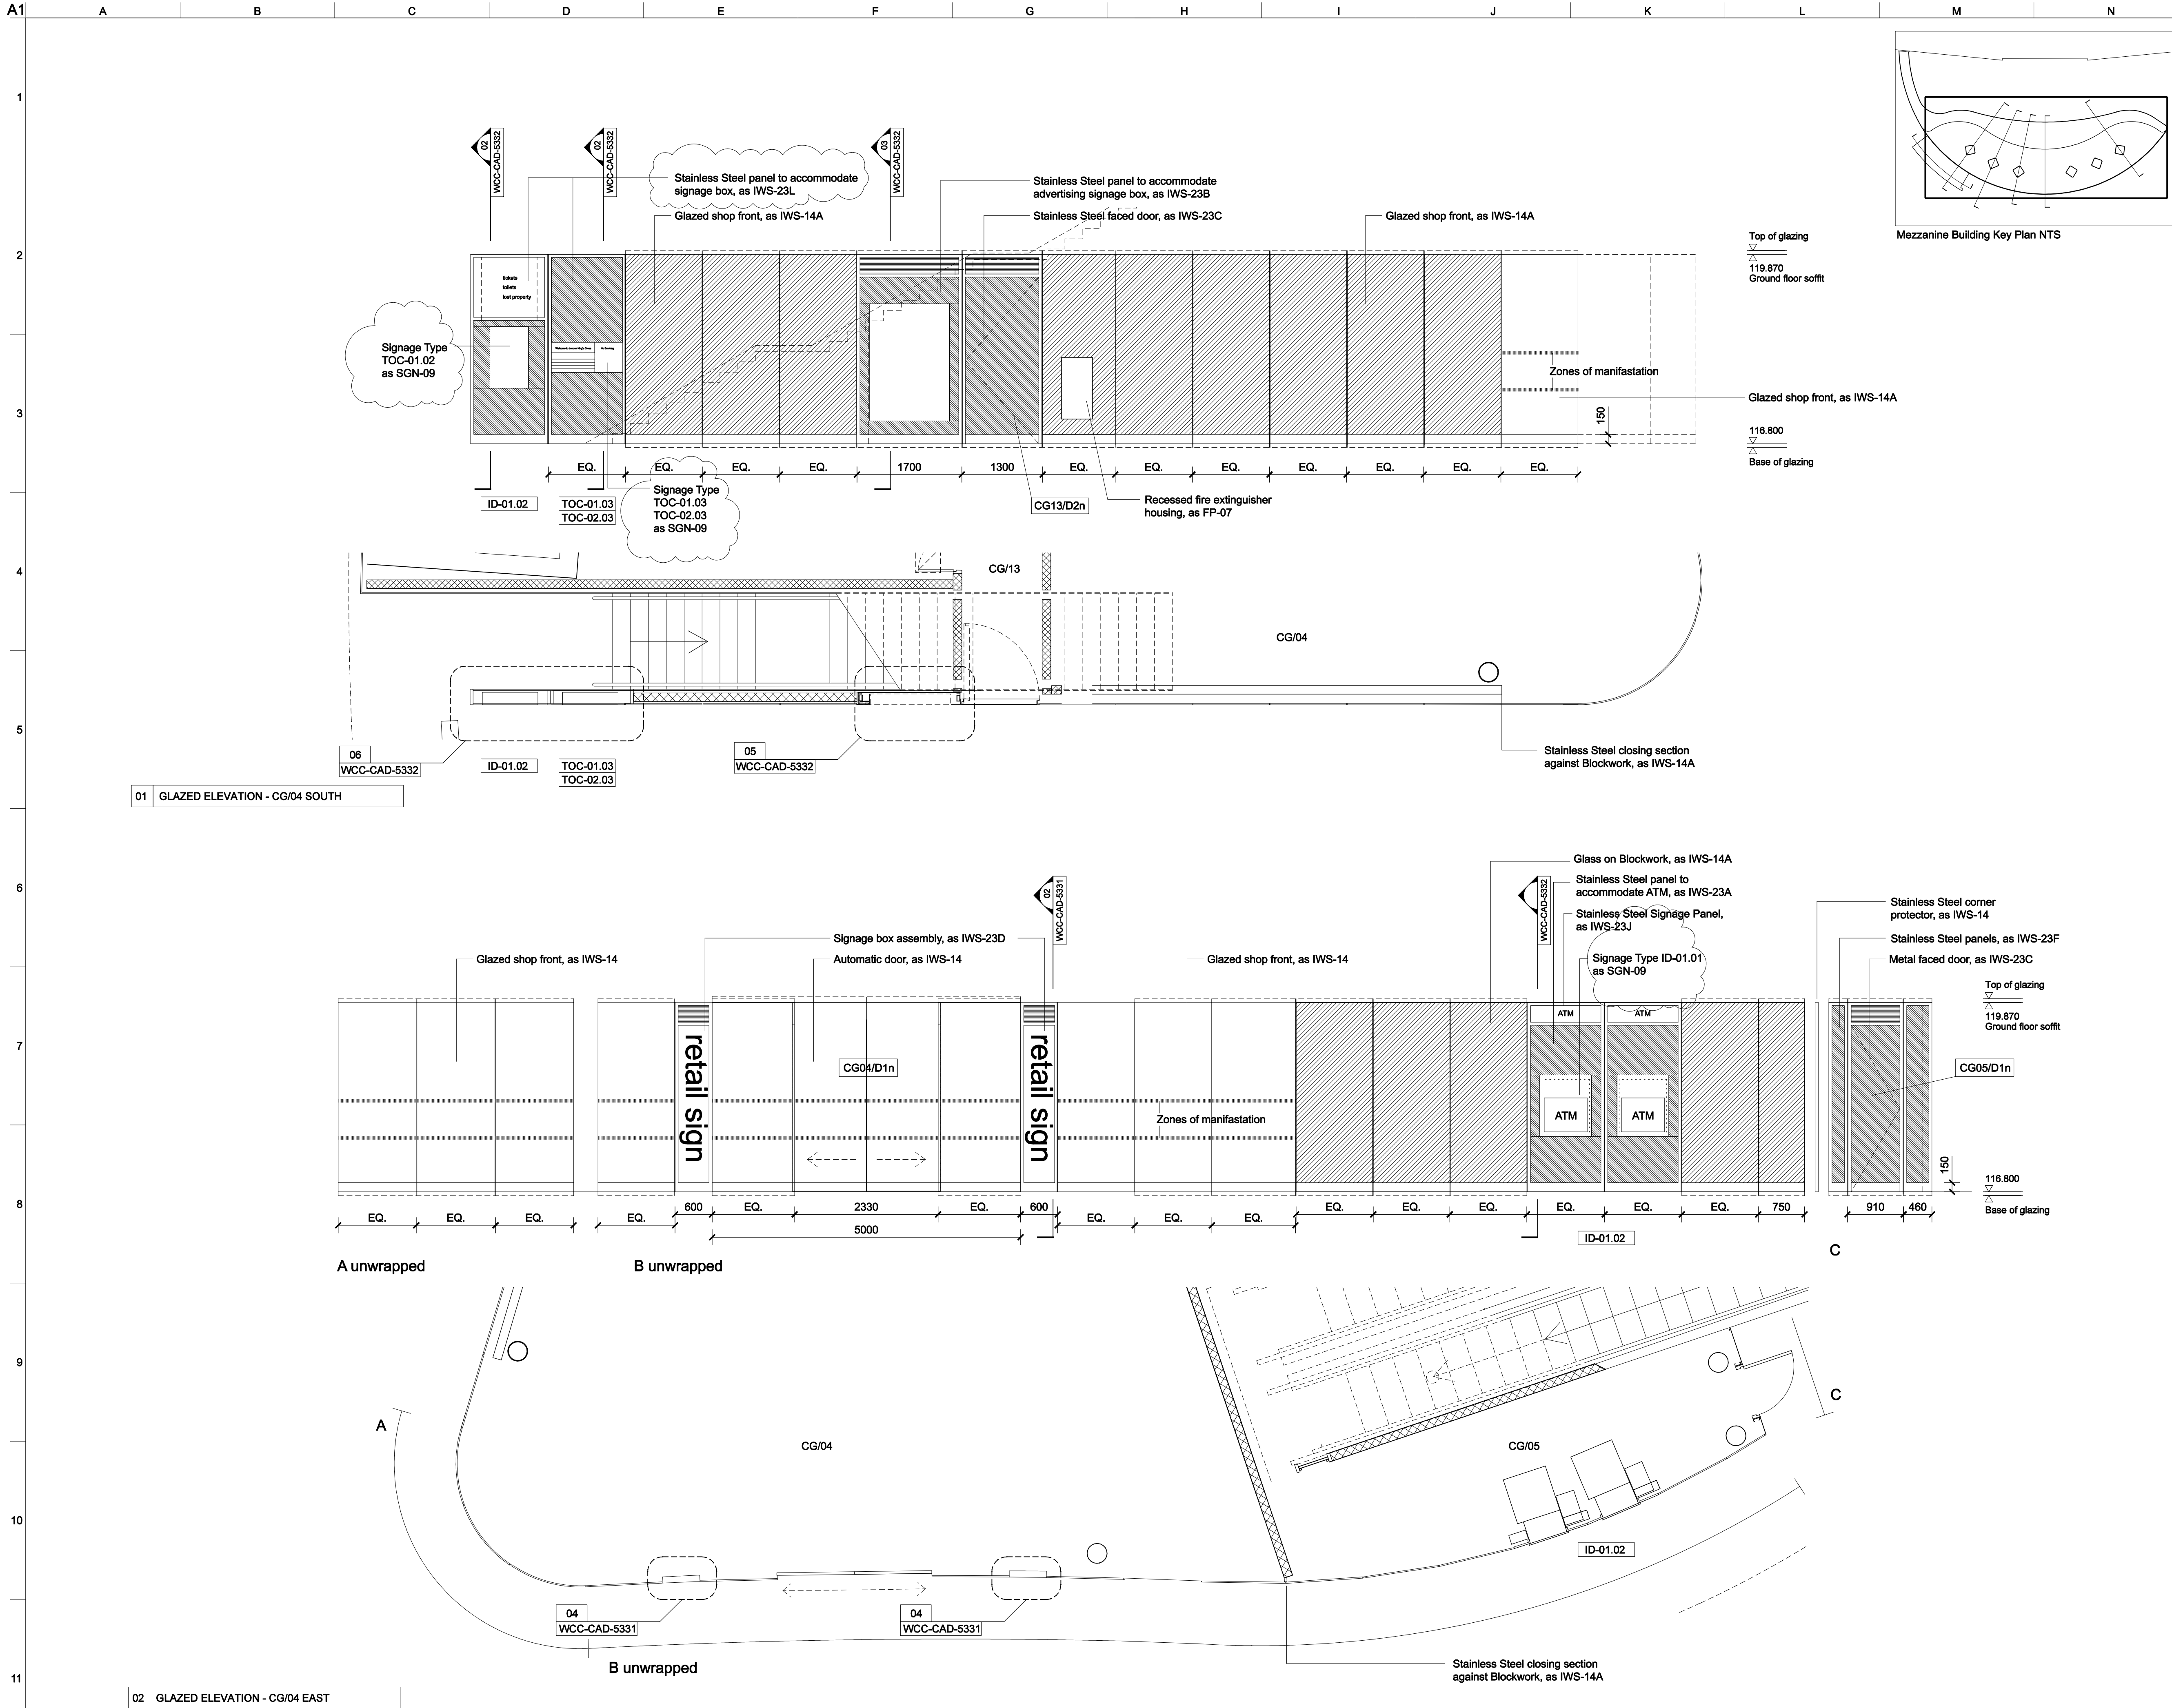 A1
A B C D E F G H I J K L M N
1
2
3
4
5
6
7
8
9
10
11
Mezzanine Building Key Plan NTS
02
WCC-CAD-5332
02
WCC-CAD-5332
03
WCC-CAD-5332
Stainless Steel panel to accommodate
signage box, as IWS-23L
Glazed shop front, as IWS-14A
Stainless Steel panel to accommodate
advertising signage box, as IWS-23B
Stainless Steel faced door, as IWS-23C
Glazed shop front, as IWS-14A
Top of glazing
119.870
Ground floor soffit
tickets
toilets
lost property
Signage Type
TOC-01.02
as SGN-09
Welcome to London King's Cross
No Smoking
Zones of manifastation
Glazed shop front, as IWS-14A
150
116.800
Base of glazing
EQ. EQ. EQ. EQ. 1700 1300 EQ. EQ. EQ. EQ. EQ. EQ. EQ.
ID-01.02
TOC-01.03
TOC-02.03
Signage Type
TOC-01.03
TOC-02.03
as SGN-09
CG13/D2n
Recessed fire extinguisher
housing, as FP-07
CG/13
CG/04
06
WCC-CAD-5332
ID-01.02
TOC-01.03
TOC-02.03
05
WCC-CAD-5332
Stainless Steel closing section
against Blockwork, as IWS-14A
01 GLAZED ELEVATION - CG/04 SOUTH
02
WCC-CAD-5331
WCC-CAD-5332
Glass on Blockwork, as IWS-14A
Stainless Steel panel to
accommodate ATM, as IWS-23A
Stainless Steel Signage Panel,
as IWS-23J
Signage Type ID-01.01
as SGN-09
Stainless Steel corner
protector, as IWS-14
Stainless Steel panels, as IWS-23F
Metal faced door, as IWS-23C
Glazed shop front, as IWS-14
Signage box assembly, as IWS-23D
Automatic door, as IWS-14
Glazed shop front, as IWS-14
Top of glazing
119.870
Ground floor soffit
retail sign
CG04/D1n
retail sign
Zones of manifastation
ATM
ATM
ATM
ATM
CG05/D1n
150
116.800
Base of glazing
EQ. EQ. EQ. EQ. 600 EQ. 2330 EQ. 600 EQ. EQ. EQ. EQ. EQ. EQ. EQ. EQ. EQ. 750 910 460
5000
ID-01.02
A unwrapped
B unwrapped
C
A
CG/04
CG/05
C
ID-01.02
04
WCC-CAD-5331
04
WCC-CAD-5331
B unwrapped
Stainless Steel closing section
against Blockwork, as IWS-14A
02 GLAZED ELEVATION - CG/04 EAST